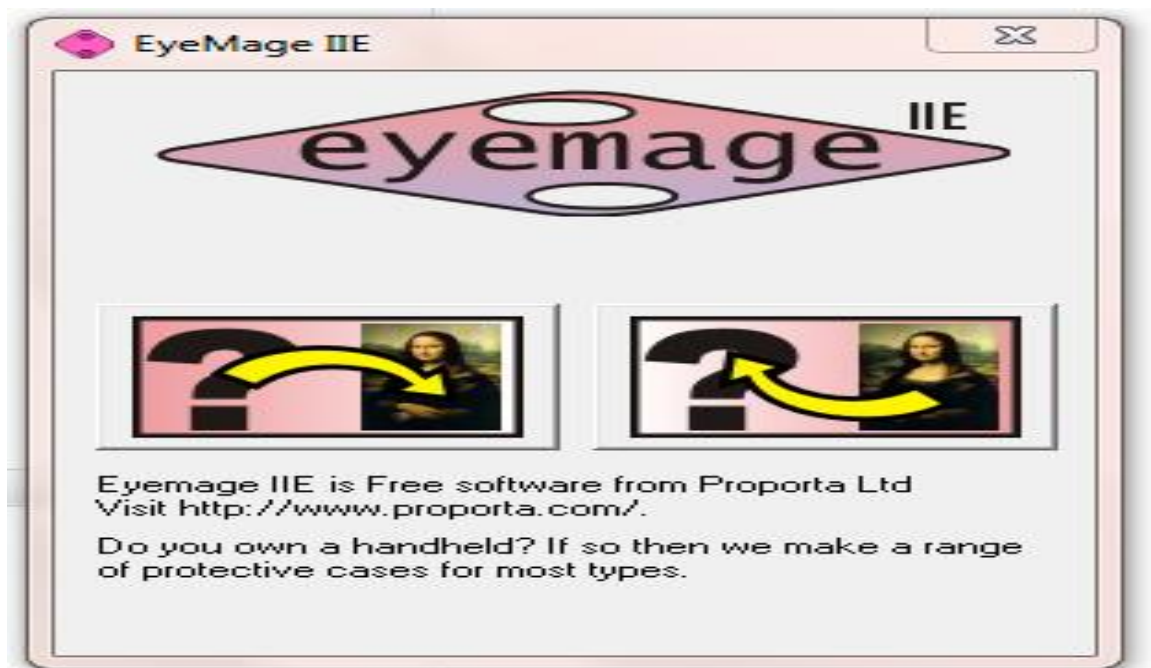 EyeMage IIE
eyemage IIE
?
?
Eyemage IIE is Free software from Proporta Ltd
Visit http://www.proporta.com/.
Do you own a handheld? If so then we make a range
of protective cases for most types.